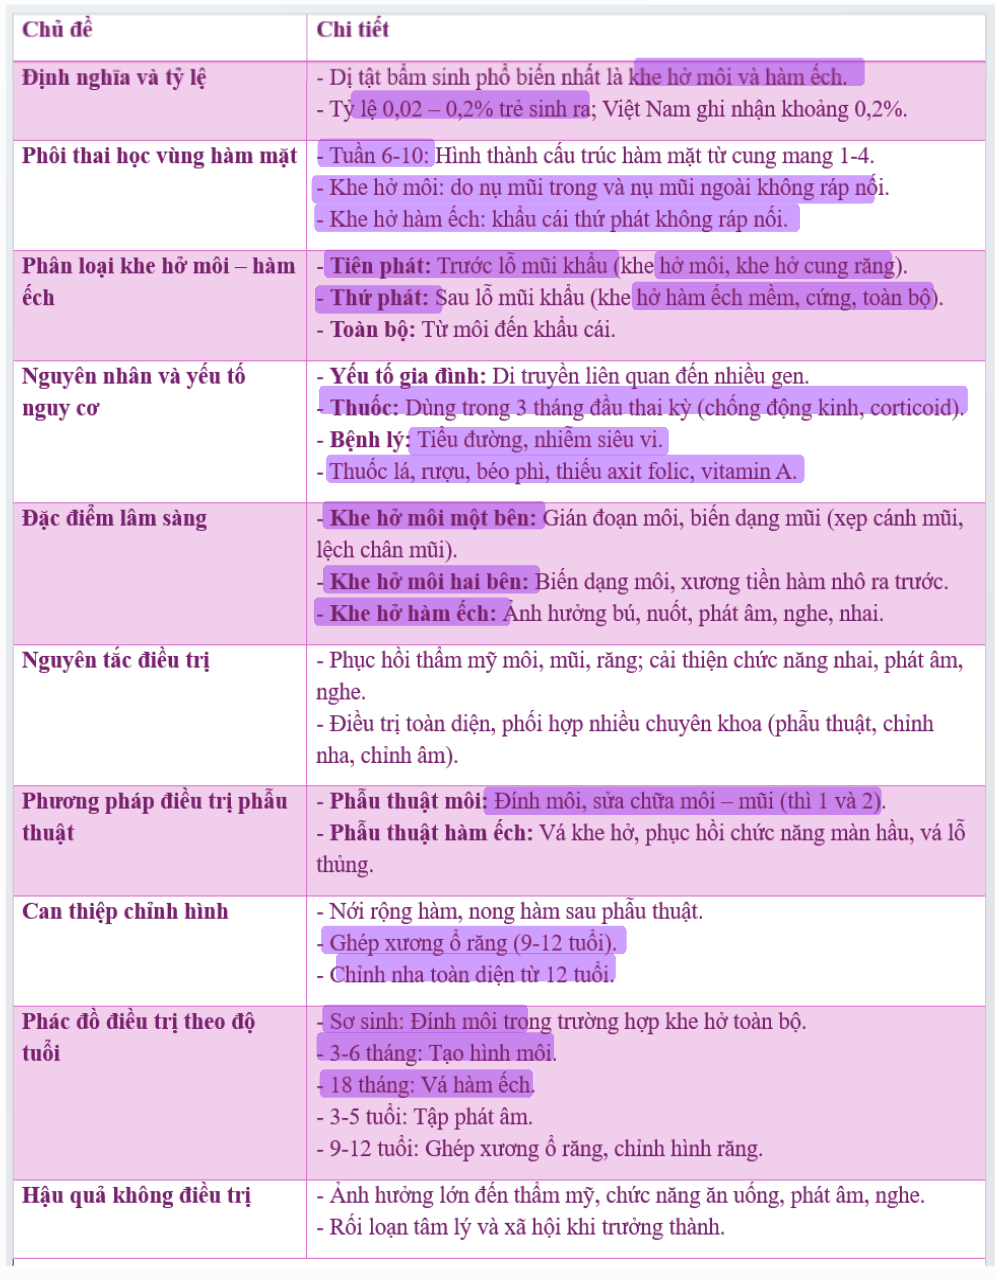 Chủ đề
Chi tiết
Định nghĩa và tỷ lệ
- Dị tật bẩm sinh phổ biến nhất là khe hở môi và hàm ếch.
- Tỷ lệ 0,02 – 0,2% trẻ sinh ra; Việt Nam ghi nhận khoảng 0,2%.
Phôi thai học vùng hàm mặt
- Tuần 6-10: Hình thành cấu trúc hàm mặt từ cung mang 1-4.
- Khe hở môi: do nụ mũi trong và nụ mũi ngoài không ráp nối.
- Khe hở hàm ếch: khẩu cái thứ phát không ráp nối.
Phân loại khe hở môi – hàm
ếch
- Tiên phát: Trước lỗ mũi khẩu (khe hở môi, khe hở cung răng).
- Thứ phát: Sau lỗ mũi khẩu (khe hở hàm ếch mềm, cứng, toàn bộ).
- Toàn bộ: Từ môi đến khẩu cái.
Nguyên nhân và yếu tố
nguy cơ
- Yếu tố gia đình: Di truyền liên quan đến nhiều gen.
- Thuốc: Dùng trong 3 tháng đầu thai kỳ (chống động kinh, corticoid).
- Bệnh lý: Tiểu đường, nhiễm siêu vi.
- Thuốc lá, rượu, béo phì, thiếu axit folic, vitamin A.
Đặc điểm lâm sàng
- Khe hở môi một bên: Gián đoạn môi, biến dạng mũi (xẹp cánh mũi,
lệch chân mũi).
- Khe hở môi hai bên: Biến dạng môi, xương tiền hàm nhô ra trước.
- Khe hở hàm ếch: Ảnh hưởng bú, nuốt, phát âm, nghe, nhai.
Nguyên tắc điều trị
- Phục hồi thẩm mỹ môi, mũi, răng; cải thiện chức năng nhai, phát âm,
nghe.
- Điều trị toàn diện, phối hợp nhiều chuyên khoa (phẫu thuật, chỉnh
nha, chỉnh âm).
Phương pháp điều trị phẫu
thuật
- Phẫu thuật môi: Đính môi, sửa chữa môi – mũi (thì 1 và 2).
- Phẫu thuật hàm ếch: Vá khe hở, phục hồi chức năng màn hầu, vá lỗ
thủng.
Can thiệp chỉnh hình
- Nới rộng hàm, nong hàm sau phẫu thuật.
- Ghép xương ổ răng (9-12 tuổi).
- Chỉnh nha toàn diện từ 12 tuổi.
Phác đồ điều trị theo độ
tuổi
- Sơ sinh: Đính môi trong trường hợp khe hở toàn bộ.
- 3-6 tháng: Tạo hình môi.
- 18 tháng: Vá hàm ếch.
- 3-5 tuổi: Tập phát âm.
- 9-12 tuổi: Ghép xương ổ răng, chỉnh hình răng.
Hậu quả không điều trị
- Ảnh hưởng lớn đến thẩm mỹ, chức năng ăn uống, phát âm, nghe.
- Rối loạn tâm lý và xã hội khi trưởng thành.